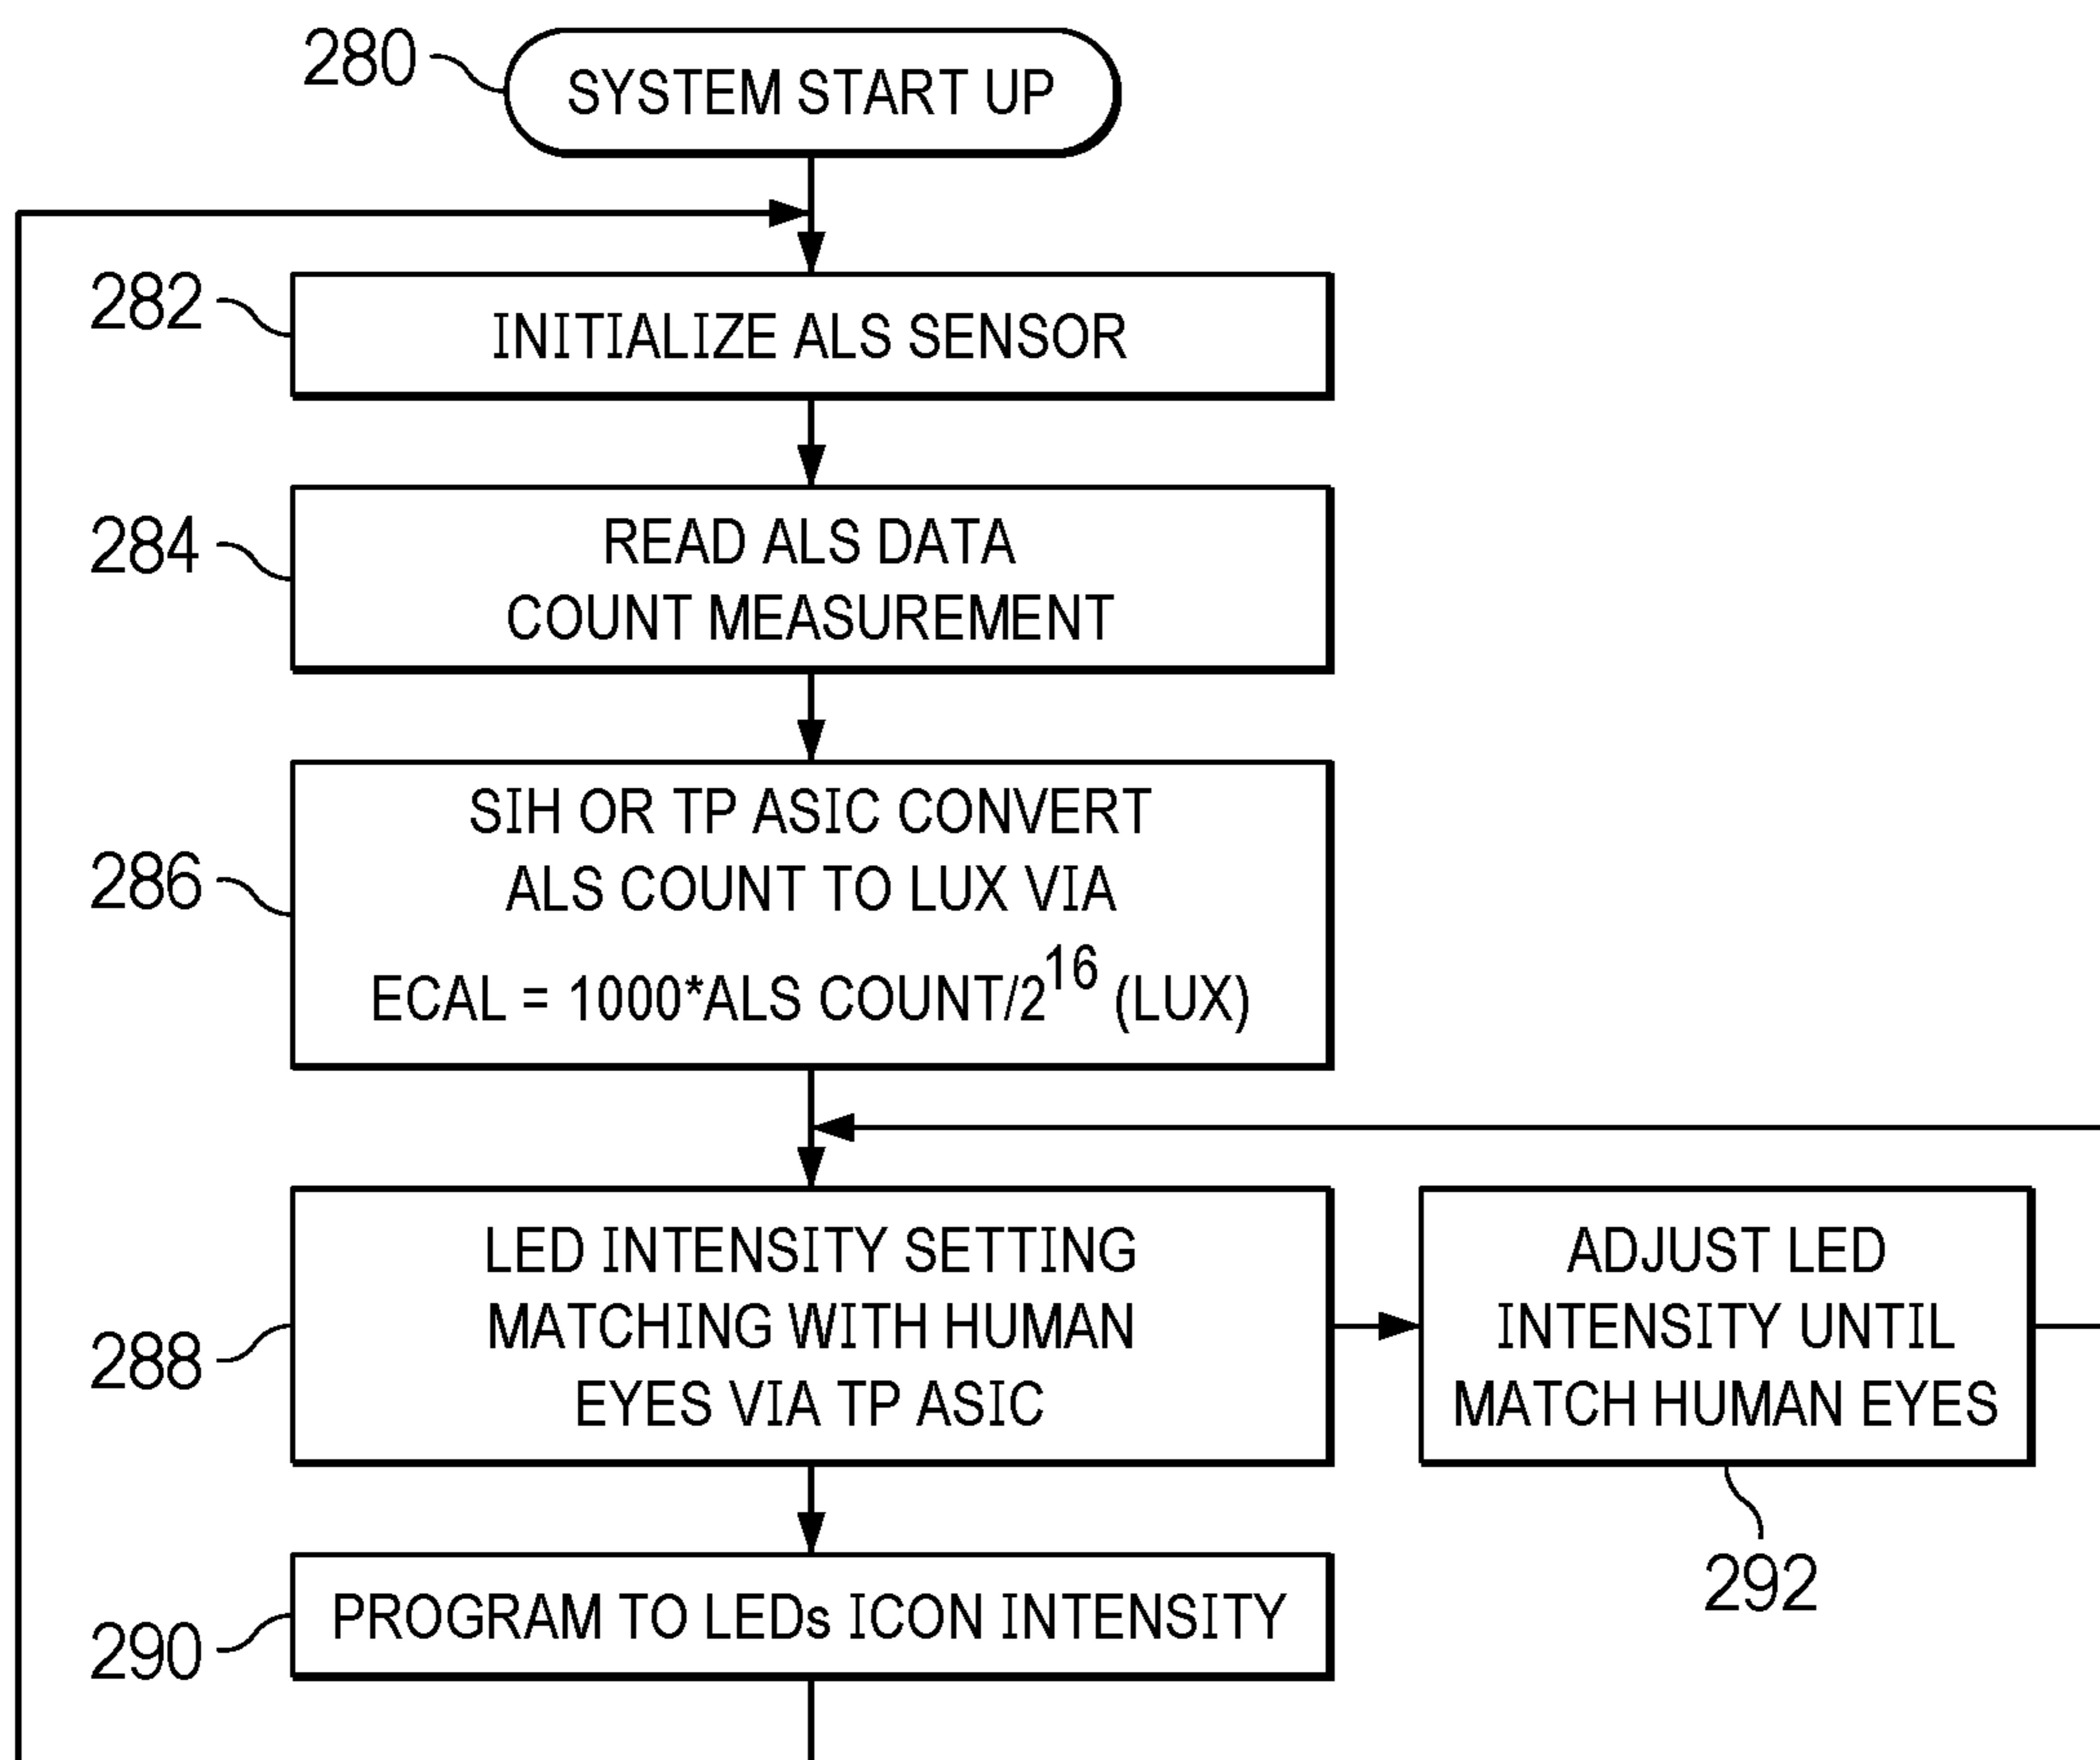 280
SYSTEM START UP
282
INITIALIZE ALS SENSOR
284
READ ALS DATA
COUNT MEASUREMENT
286
SIH OR TP ASIC CONVERT
ALS COUNT TO LUX VIA
ECAL = 1000*ALS COUNT/2^16 (LUX)
288
LED INTENSITY SETTING
MATCHING WITH HUMAN
EYES VIA TP ASIC
ADJUST LED
INTENSITY UNTIL
MATCH HUMAN EYES
292
290
PROGRAM TO LEDs ICON INTENSITY